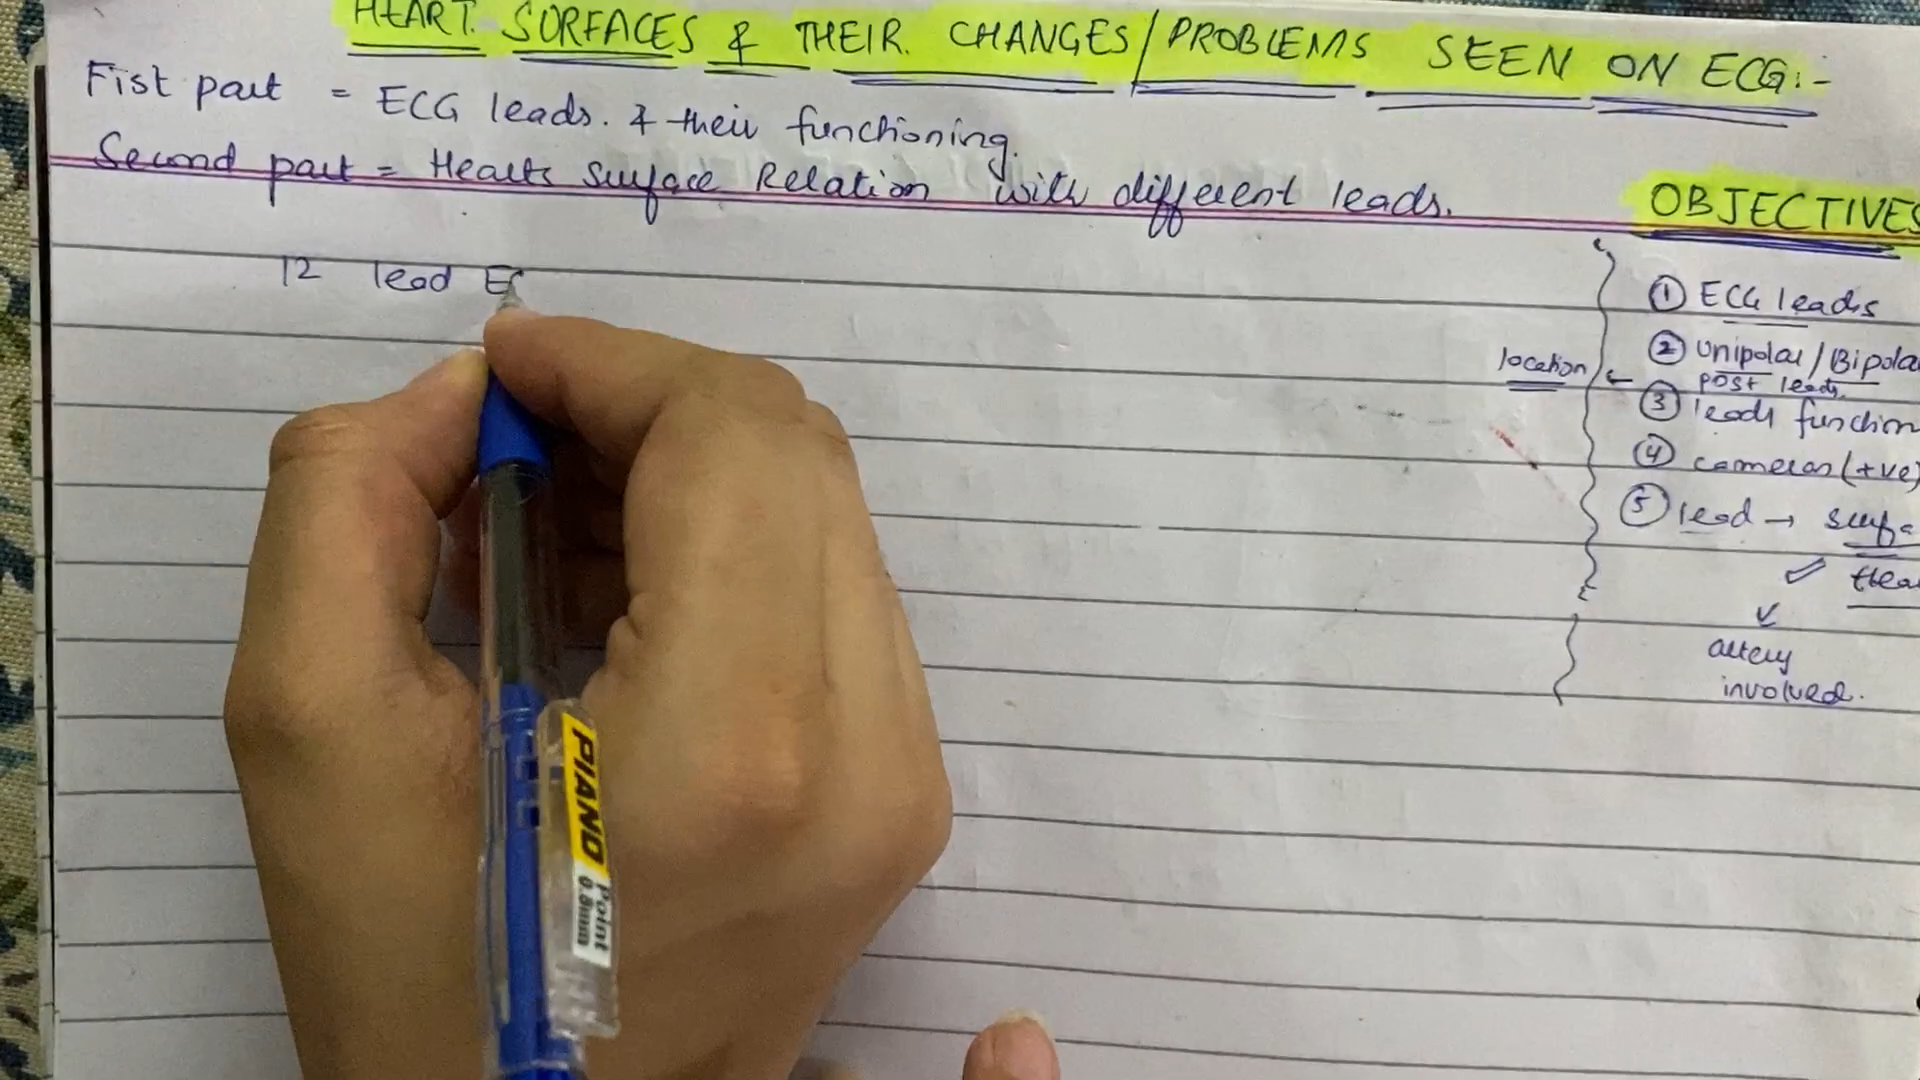 HEART SURFACES & THEIR CHANGES/PROBLEMS SEEN ON ECG:-
Fist part = ECG leads. & their functioning.
Second part = Hearts surface Relation with different leads.
OBJECTIVES
12 lead EC
① ECG leads
② Unipolar/Bipola
post leads
location ←
③ leads function
④ cameras (+ve)
⑤ lead → surfa
Hea
artery
involved.
PIANO
Point
0.8mm